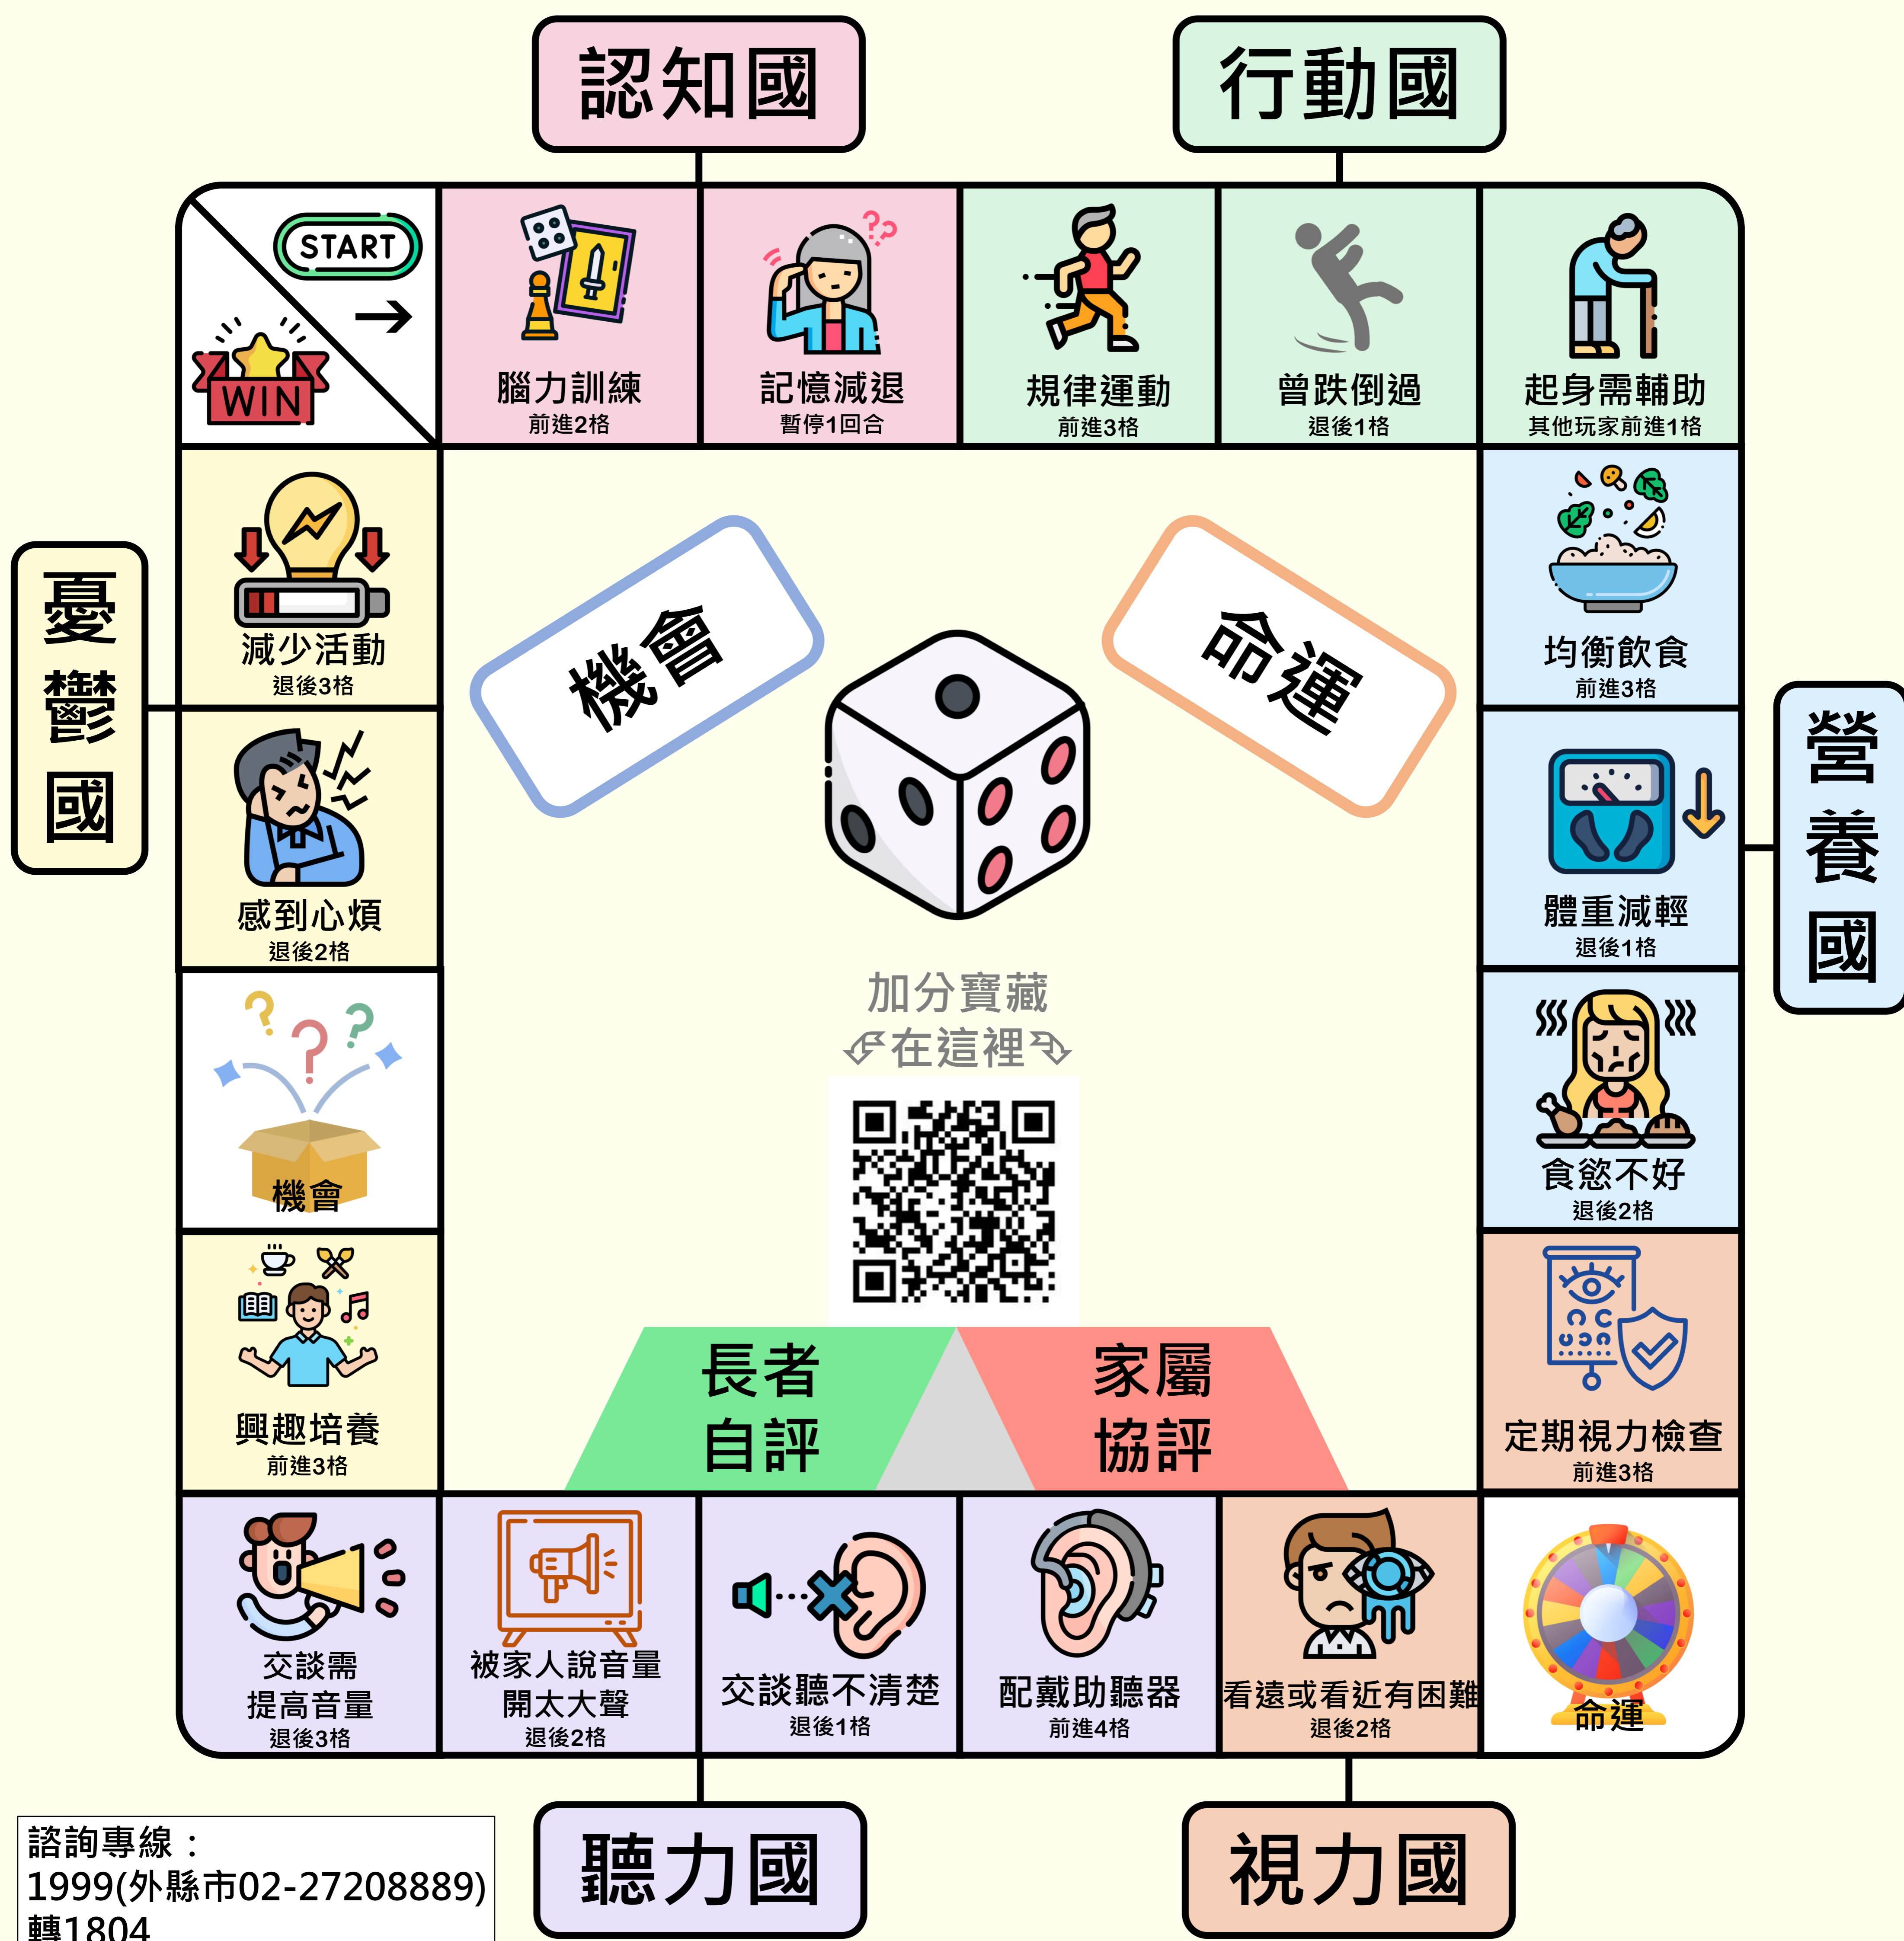 認知國
行動國
START
WIN
腦力訓練
前進2格
記憶減退
暫停1回合
規律運動
前進3格
曾跌倒過
退後1格
起身需輔助
其他玩家前進1格
憂鬱國
減少活動
退後3格
感到心煩
退後2格
機會
興趣培養
前進3格
機會
命運
加分寶藏
在這裡
長者
自評
家屬
協評
均衡飲食
前進3格
體重減輕
退後1格
食慾不好
退後2格
定期視力檢查
前進3格
營養國
交談需
提高音量
退後3格
被家人說音量
開太大聲
退後2格
交談聽不清楚
退後1格
配戴助聽器
前進4格
看遠或看近有困難
退後2格
命運
聽力國
視力國
諮詢專線：
1999(外縣市02-27208889)
轉1804